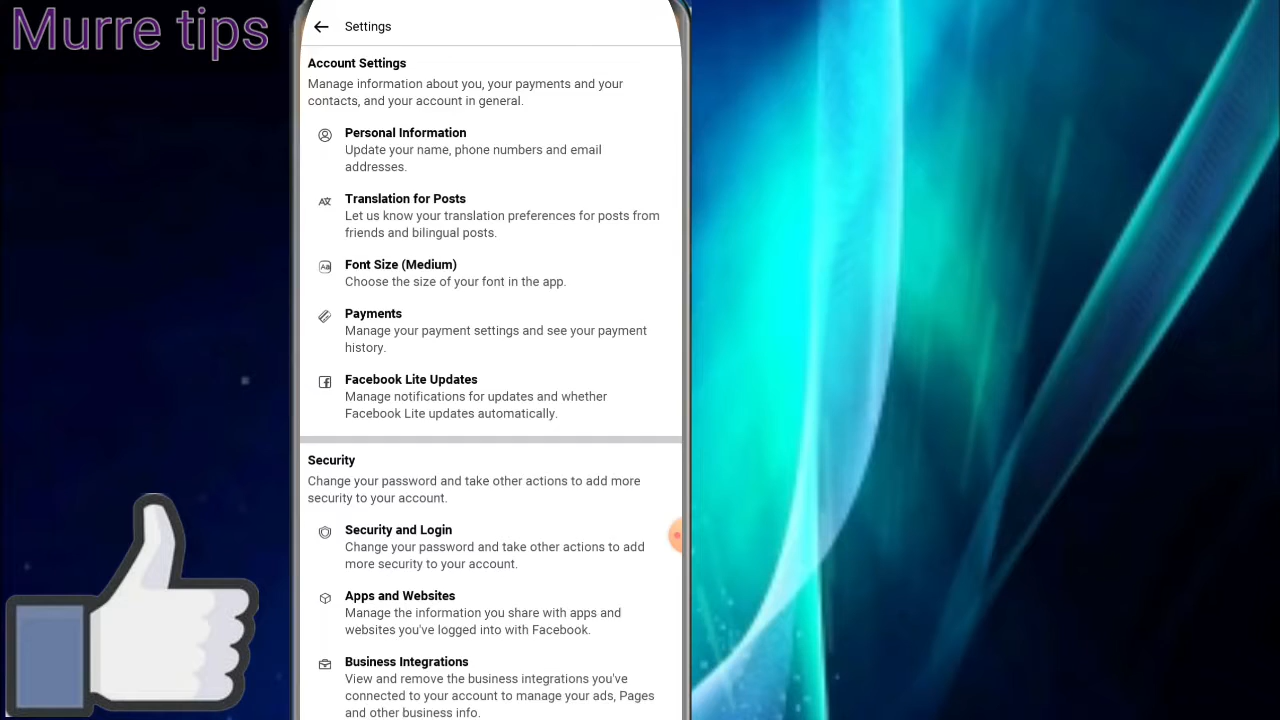 Murre tips
Settings
Account Settings
Manage information about you, your payments and your
contacts, and your account in general.
Personal Information
Update your name, phone numbers and email
addresses.
Translation for Posts
Let us know your translation preferences for posts from
friends and bilingual posts.
Font Size (Medium)
Choose the size of your font in the app.
Payments
Manage your payment settings and see your payment
history.
Facebook Lite Updates
Manage notifications for updates and whether
Facebook Lite updates automatically.
Security
Change your password and take other actions to add more
security to your account.
Security and Login
Change your password and take other actions to add
more security to your account.
Apps and Websites
Manage the information you share with apps and
websites you've logged into with Facebook.
Business Integrations
View and remove the business integrations you've
connected to your account to manage your ads, Pages
and other business info.